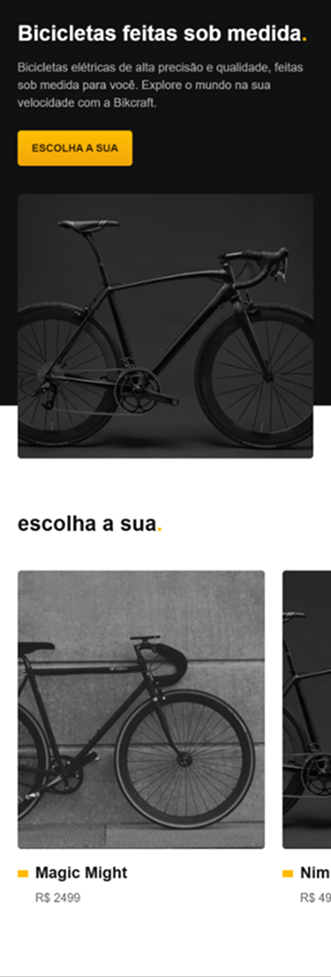 Bicicletas feitas sob medida.
Bicicletas elétricas de alta precisão e qualidade, feitas
sob medida para você. Explore o mundo na sua
velocidade com a Bikcraft.
ESCOLHA A SUA
escolha a sua.
Magic Might
R$ 2499
Nim
R$ 49